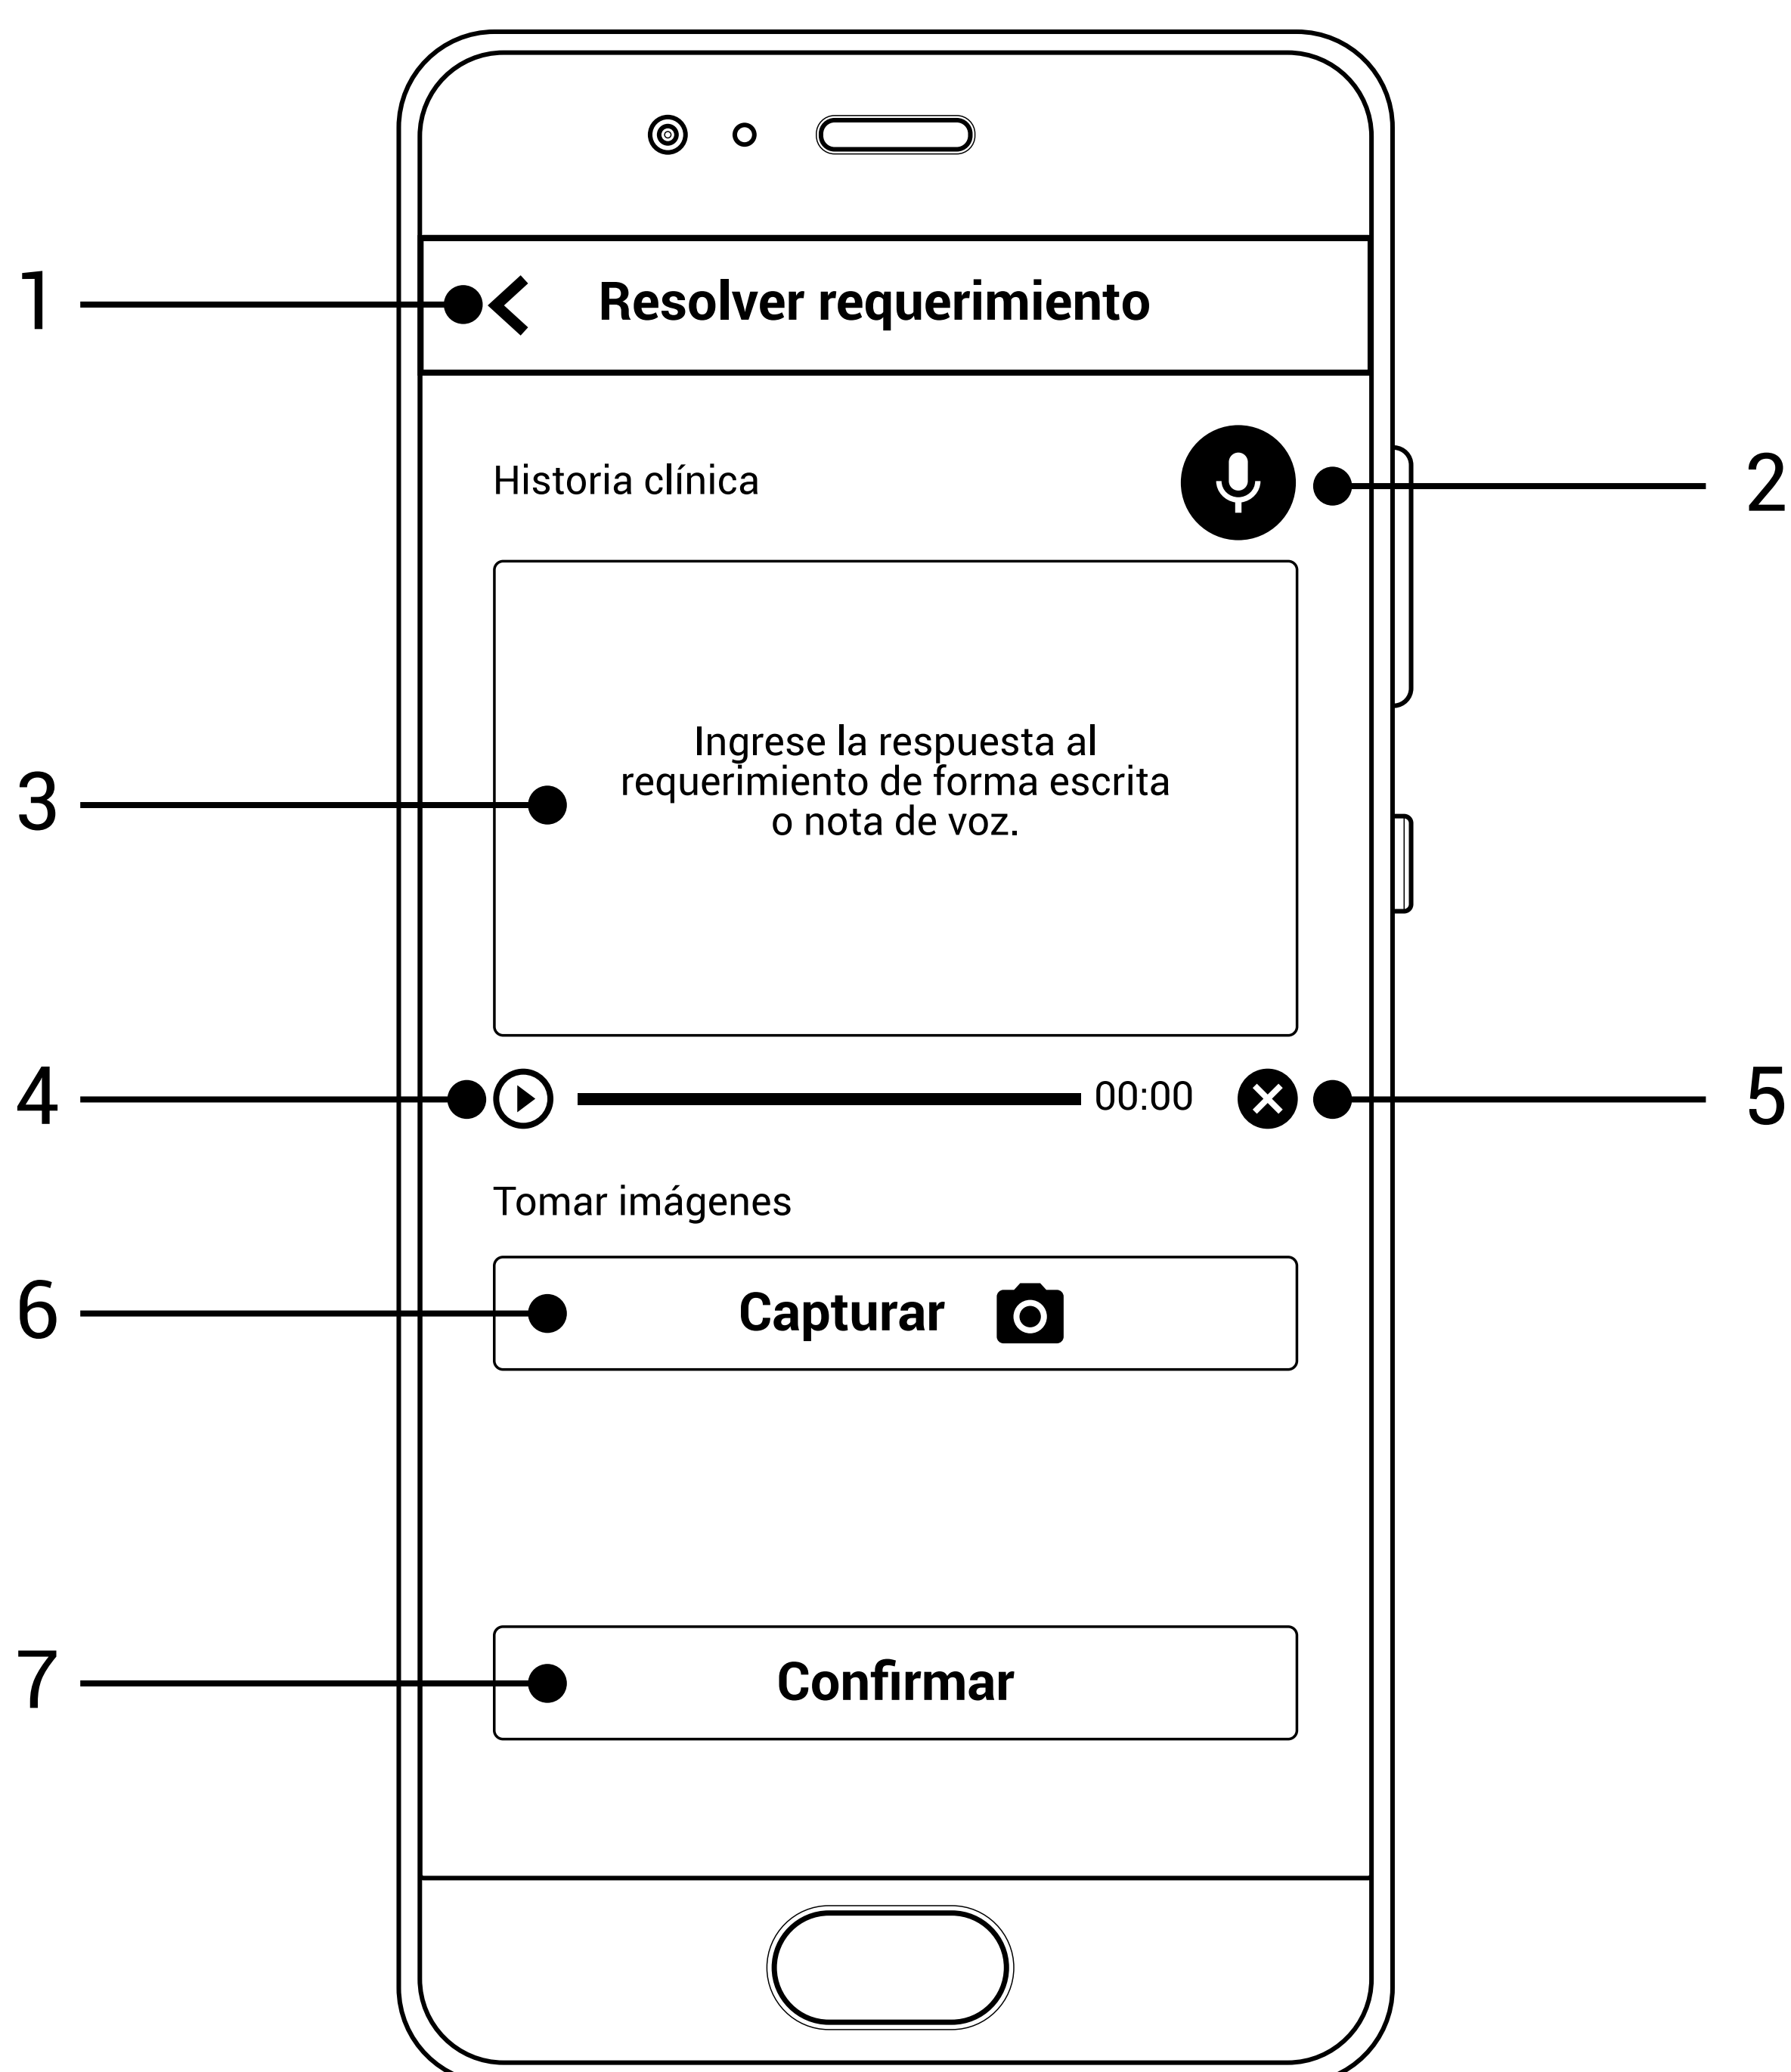 1
Resolver requerimiento
Historia clínica
2
Ingrese la respuesta al
requerimiento de forma escrita
o nota de voz.
3
4
00:00
5
Tomar imágenes
6
Capturar
7
Confirmar